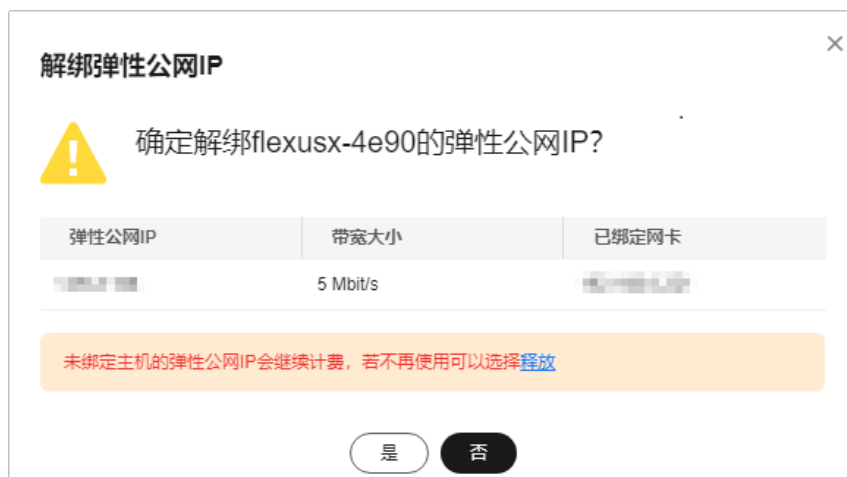 解绑弹性公网IP
确定解绑flexusx-4e90的弹性公网IP?
弹性公网IP 带宽大小 已绑定网卡
5 Mbit/s
未绑定主机的弹性公网IP会继续计费，若不再使用可以选择释放
是 否